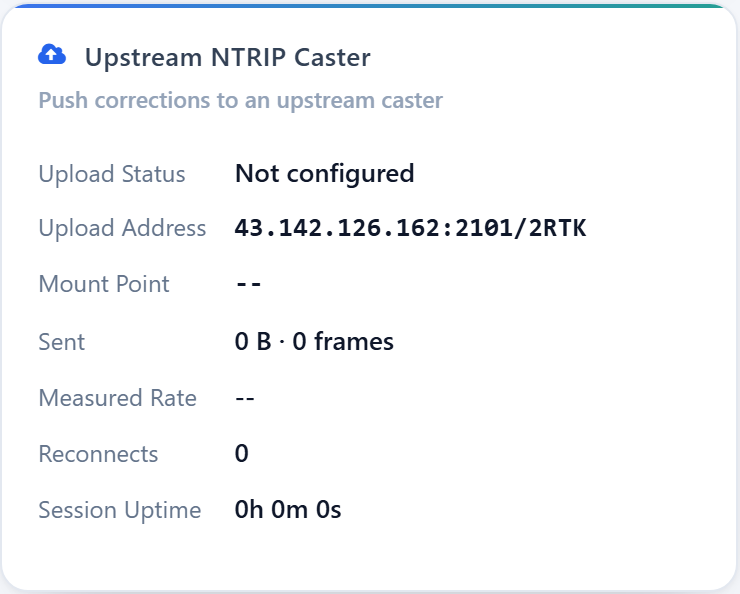 Upstream NTRIP Caster
Push corrections to an upstream caster
Upload Status Not configured
Upload Address 43.142.126.162:2101/2RTK
Mount Point --
Sent 0 B · 0 frames
Measured Rate --
Reconnects 0
Session Uptime 0h 0m 0s